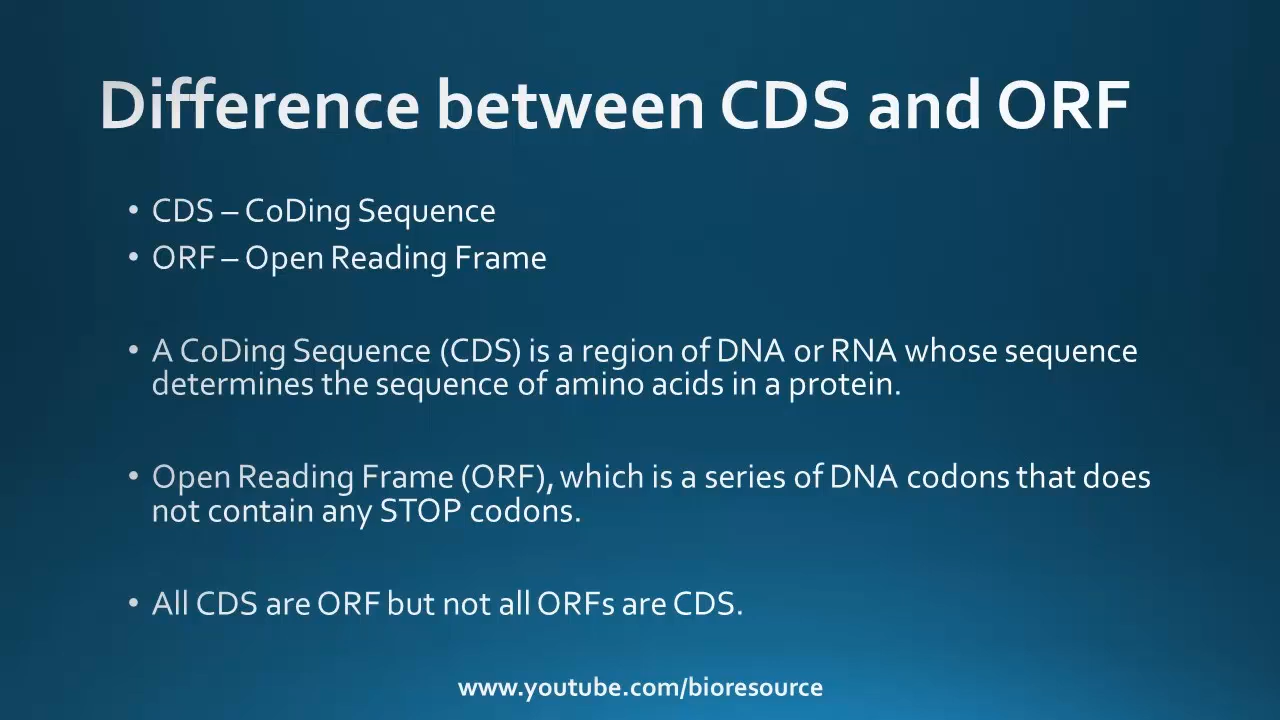 Difference between CDS and ORF
• CDS – CoDing Sequence
• ORF – Open Reading Frame
• A CoDing Sequence (CDS) is a region of DNA or RNA whose sequence
determines the sequence of amino acids in a protein.
• Open Reading Frame (ORF), which is a series of DNA codons that does
not contain any STOP codons.
• All CDS are ORF but not all ORFs are CDS.
www.youtube.com/bioresource